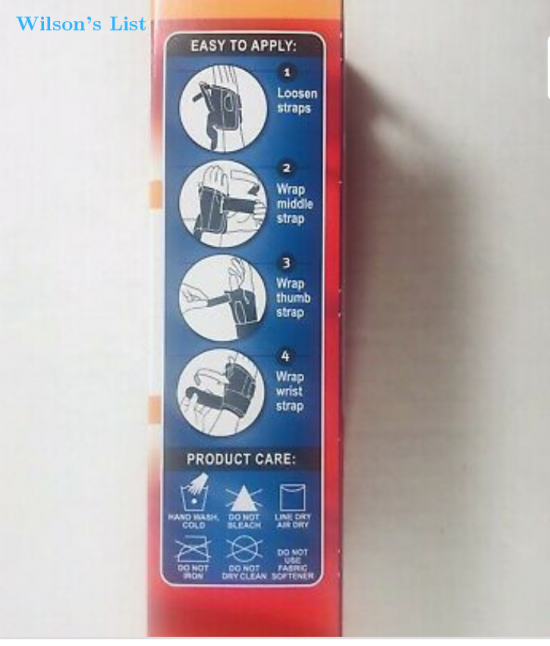 Wilson's List
EASY TO APPLY:
1
Loosen
straps
2
Wrap
middle
strap
3
Wrap
thumb
strap
4
Wrap
wrist
strap
PRODUCT CARE:
HAND WASH,
COLD
DO NOT
BLEACH
LINE DRY
AIR DRY
DO NOT
IRON
DO NOT
DRY CLEAN
DO NOT
USE
FABRIC
SOFTENER